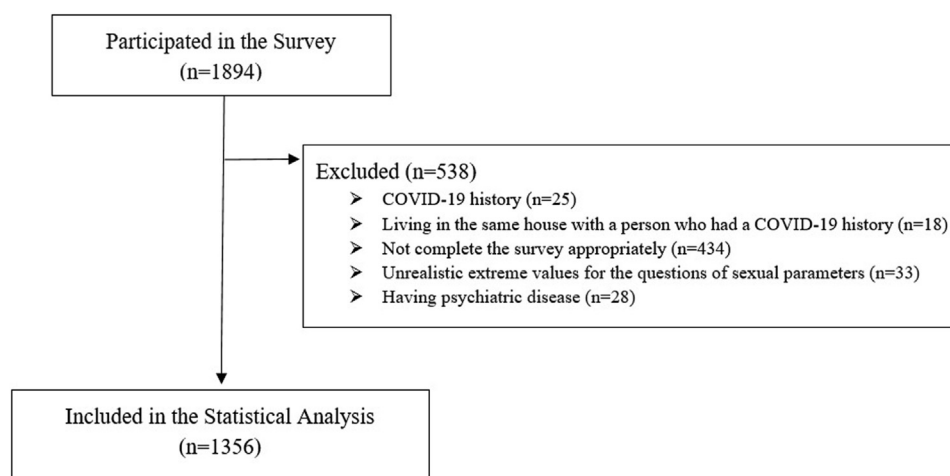 Participated in the Survey
(n=1894)
Excluded (n=538)
➢ COVID-19 history (n=25)
➢ Living in the same house with a person who had a COVID-19 history (n=18)
➢ Not complete the survey appropriately (n=434)
➢ Unrealistic extreme values for the questions of sexual parameters (n=33)
➢ Having psychiatric disease (n=28)
Included in the Statistical Analysis
(n=1356)